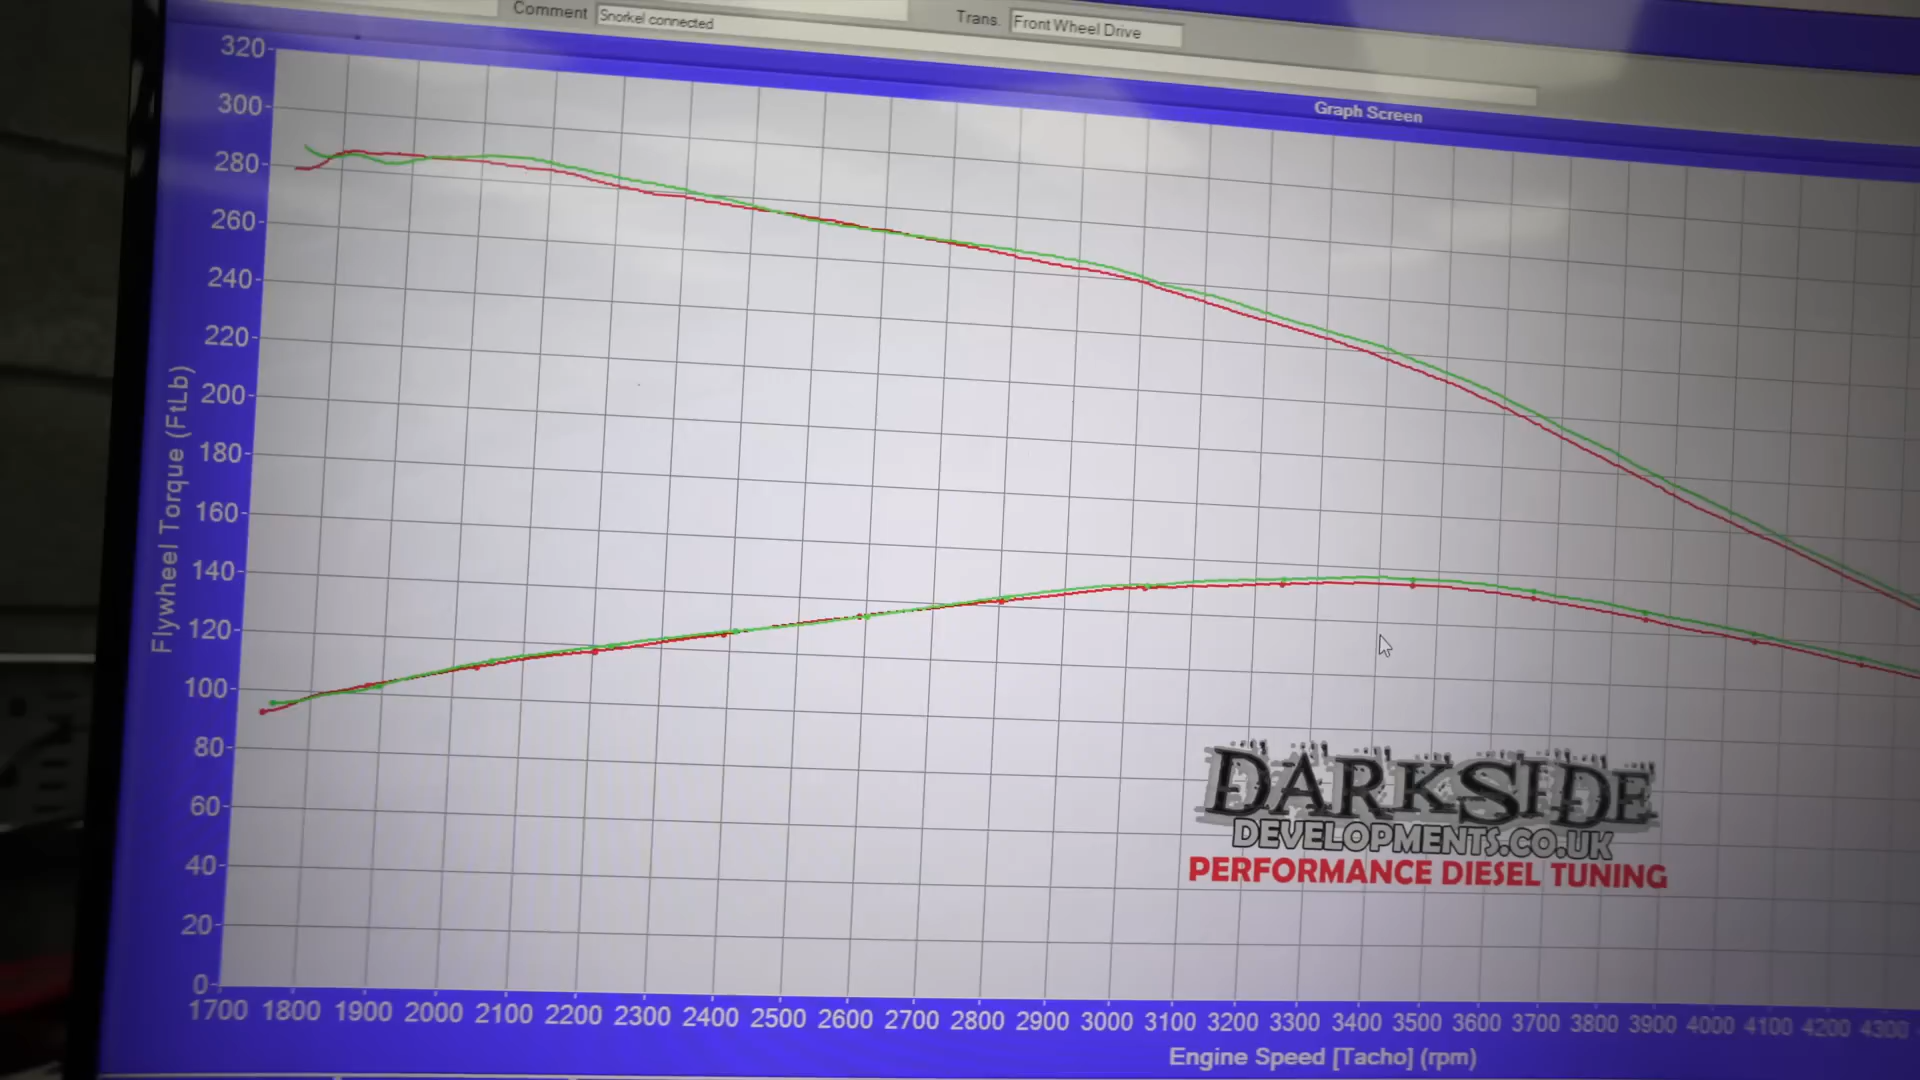 Comment Snorkel connected Trans. Front Wheel Drive
Graph Screen
320
300
280
260
240
220
200
180
160
140
120
100
80
60
40
20
0
Flywheel Torque (FtLb)
1700 1800 1900 2000 2100 2200 2300 2400 2500 2600 2700 2800 2900 3000 3100 3200 3300 3400 3500 3600 3700 3800 3900 4000 4100 4200 4300
Engine Speed [Tacho] (rpm)
DARKSIDE
DEVELOPMENTS.CO.UK
PERFORMANCE DIESEL TUNING